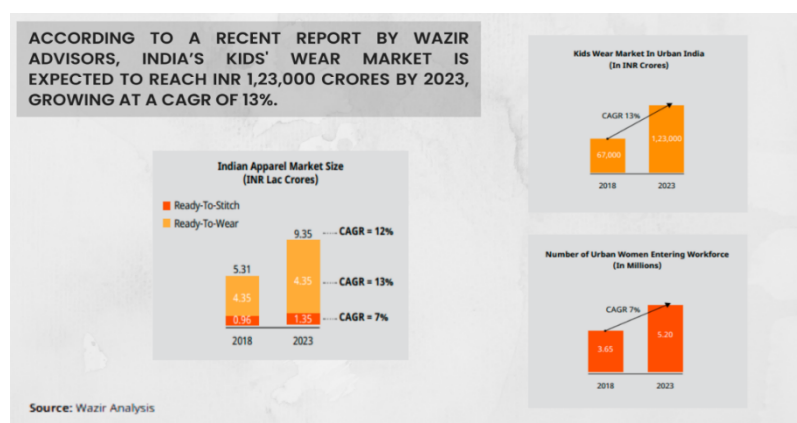 ACCORDING TO A RECENT REPORT BY WAZIR
ADVISORS, INDIA'S KIDS' WEAR MARKET IS
EXPECTED TO REACH INR 1,23,000 CRORES BY 2023,
GROWING AT A CAGR OF 13%.
Indian Apparel Market Size
(INR Lac Crores)
Ready-To-Stitch
Ready-To-Wear
9.35 CAGR = 12%
5.31
4.35 4.35 CAGR = 13%
0.96 1.35 CAGR = 7%
2018 2023
Kids Wear Market In Urban India
(In INR Crores)
CAGR 13%
67,000 1,23,000
2018 2023
Number of Urban Women Entering Workforce
(In Millions)
CAGR 7%
3.65 5.20
2018 2023
Source: Wazir Analysis